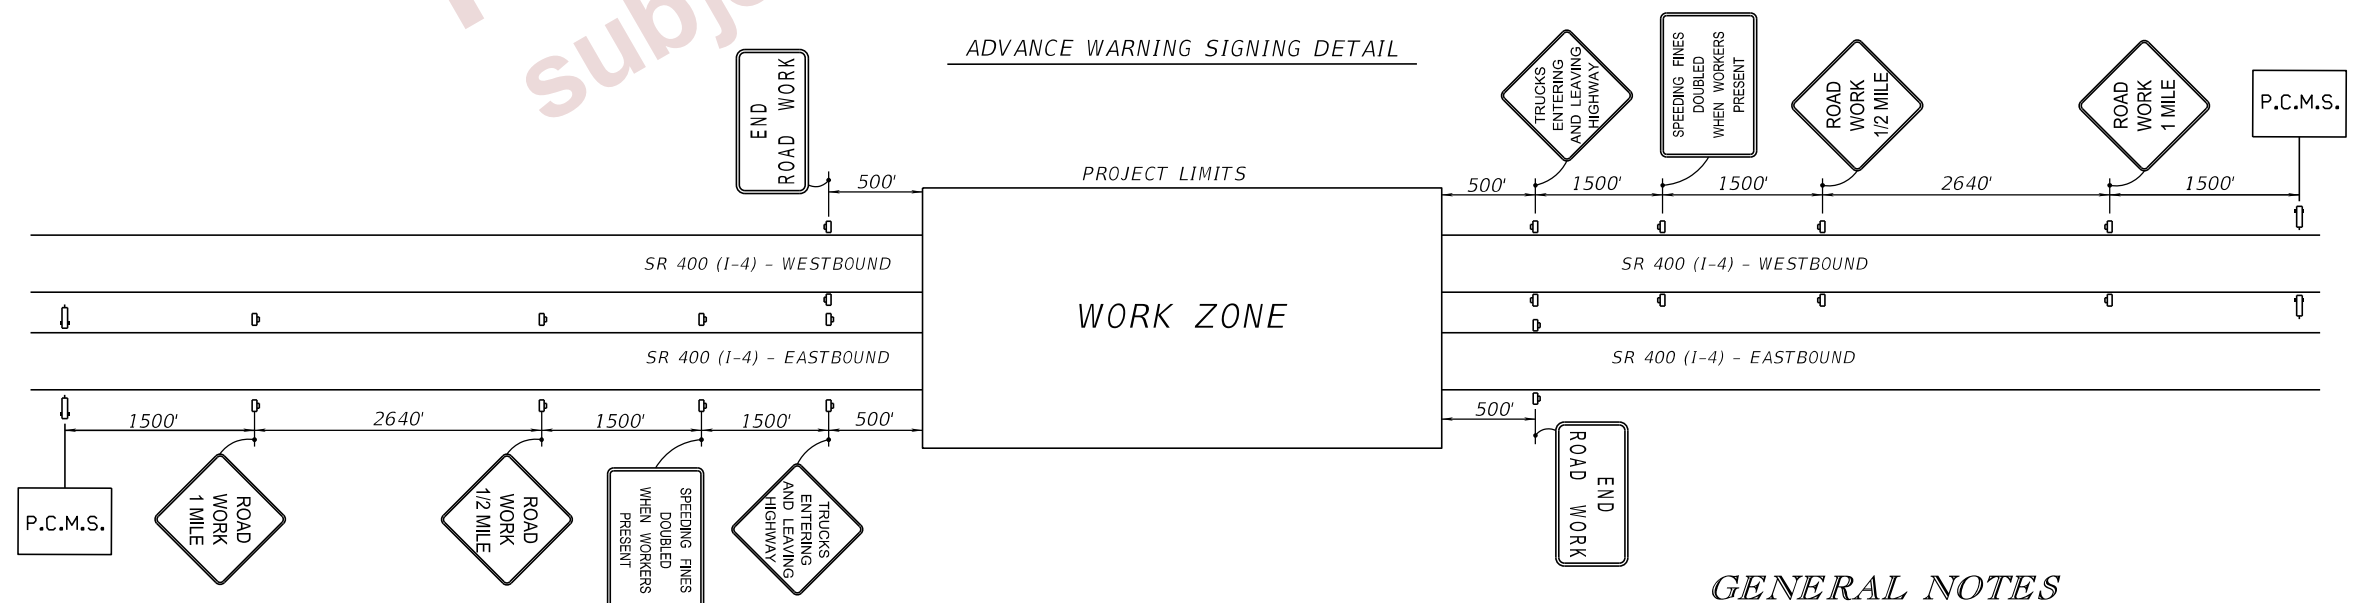 subj
ADVANCE WARNING SIGNING DETAIL
END
ROAD WORK
TRUCKS
ENTERING
AND LEAVING
HIGHWAY
SPEEDING FINES
DOUBLED
WHEN WORKERS
PRESENT
ROAD
WORK
1/2 MILE
ROAD
WORK
1 MILE
P.C.M.S.
500'
PROJECT LIMITS
500'
1500'
1500'
2640'
1500'
SR 400 (I-4) - WESTBOUND
SR 400 (I-4) - WESTBOUND
WORK ZONE
SR 400 (I-4) - EASTBOUND
SR 400 (I-4) - EASTBOUND
1500'
2640'
1500'
1500'
500'
500'
P.C.M.S.
ROAD
WORK
1 MILE
ROAD
WORK
1/2 MILE
SPEEDING FINES
DOUBLED
WHEN WORKERS
PRESENT
TRUCKS
ENTERING
AND LEAVING
HIGHWAY
END
ROAD WORK
GENERAL NOTES